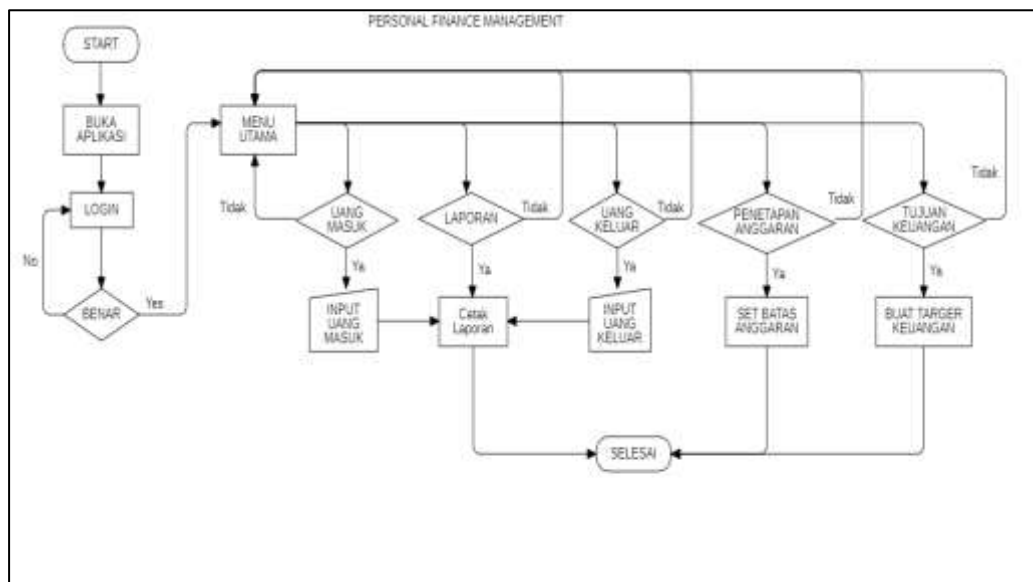 PERSONAL FINANCE MANAGEMENT
START
BUKA
APLIKASI
LOGIN
No
BENAR
Yes
MENU
UTAMA
Tidak
UANG
MASUK
Ya
INPUT
UANG
MASUK
LAPORAN
Tidak
Ya
Cetak
Laporan
UANG
KELUAR
Tidak
Ya
INPUT
UANG
KELUAR
PENETAPAN
ANGGARAN
Tidak
Ya
SET BATAS
ANGGARAN
TUJUAN
KEUANGAN
Tidak
Ya
BUAT TARGER
KEUANGAN
SELESAI